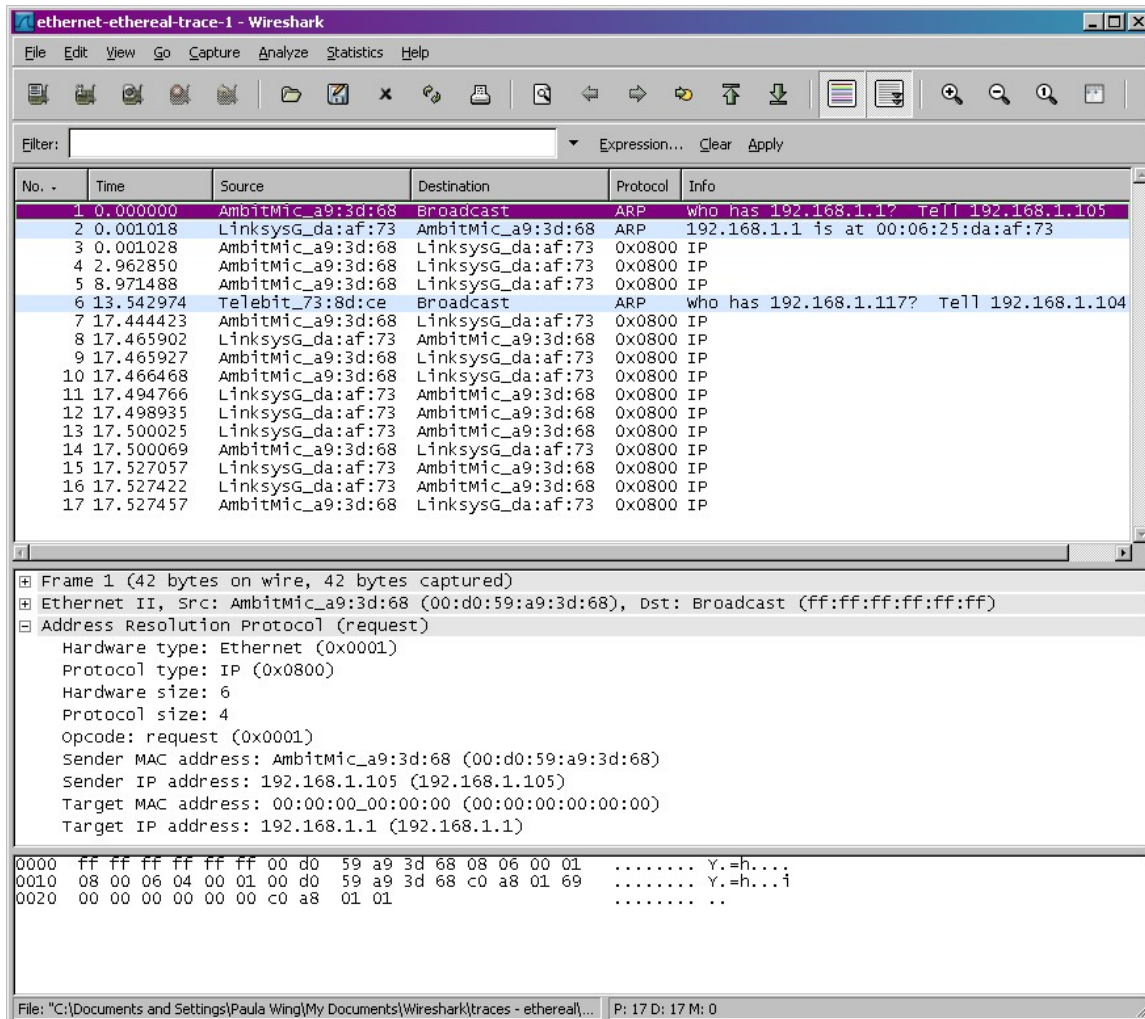 ethernet-ethereal-trace-1 - Wireshark
File Edit View Go Capture Analyze Statistics Help
Filter: Expression... Clear Apply
No. Time Source Destination Protocol Info
1 0.000000 AmbitMic_a9:3d:68 Broadcast ARP who has 192.168.1.1? Tell 192.168.1.105
2 0.001018 LinksysG_da:af:73 AmbitMic_a9:3d:68 ARP 192.168.1.1 is at 00:06:25:da:af:73
3 0.001028 AmbitMic_a9:3d:68 LinksysG_da:af:73 0x0800 IP
4 2.962850 AmbitMic_a9:3d:68 LinksysG_da:af:73 0x0800 IP
5 8.971488 AmbitMic_a9:3d:68 LinksysG_da:af:73 0x0800 IP
6 13.542974 Telebit_73:8d:ce Broadcast ARP who has 192.168.1.117? Tell 192.168.1.104
7 17.444423 AmbitMic_a9:3d:68 LinksysG_da:af:73 0x0800 IP
8 17.465902 LinksysG_da:af:73 AmbitMic_a9:3d:68 0x0800 IP
9 17.465927 AmbitMic_a9:3d:68 LinksysG_da:af:73 0x0800 IP
10 17.466468 AmbitMic_a9:3d:68 LinksysG_da:af:73 0x0800 IP
11 17.494766 LinksysG_da:af:73 AmbitMic_a9:3d:68 0x0800 IP
12 17.498935 LinksysG_da:af:73 AmbitMic_a9:3d:68 0x0800 IP
13 17.500025 LinksysG_da:af:73 AmbitMic_a9:3d:68 0x0800 IP
14 17.500069 AmbitMic_a9:3d:68 LinksysG_da:af:73 0x0800 IP
15 17.527057 LinksysG_da:af:73 AmbitMic_a9:3d:68 0x0800 IP
16 17.527422 LinksysG_da:af:73 AmbitMic_a9:3d:68 0x0800 IP
17 17.527457 AmbitMic_a9:3d:68 LinksysG_da:af:73 0x0800 IP
Frame 1 (42 bytes on wire, 42 bytes captured)
Ethernet II, Src: AmbitMic_a9:3d:68 (00:d0:59:a9:3d:68), Dst: Broadcast (ff:ff:ff:ff:ff:ff)
Address Resolution Protocol (request)
Hardware type: Ethernet (0x0001)
Protocol type: IP (0x0800)
Hardware size: 6
Protocol size: 4
Opcode: request (0x0001)
Sender MAC address: AmbitMic_a9:3d:68 (00:d0:59:a9:3d:68)
Sender IP address: 192.168.1.105 (192.168.1.105)
Target MAC address: 00:00:00_00:00:00 (00:00:00:00:00:00)
Target IP address: 192.168.1.1 (192.168.1.1)
0000 ff ff ff ff ff ff 00 d0 59 a9 3d 68 08 06 00 01 ........ Y.=h....
0010 08 00 06 04 00 01 00 d0 59 a9 3d 68 c0 a8 01 69 ........ Y.=h...i
0020 00 00 00 00 00 00 c0 a8 01 01 ........ ..
File: "C:\Documents and Settings\Paula Wing\My Documents\Wireshark\traces - ethereal\... P: 17 D: 17 M: 0